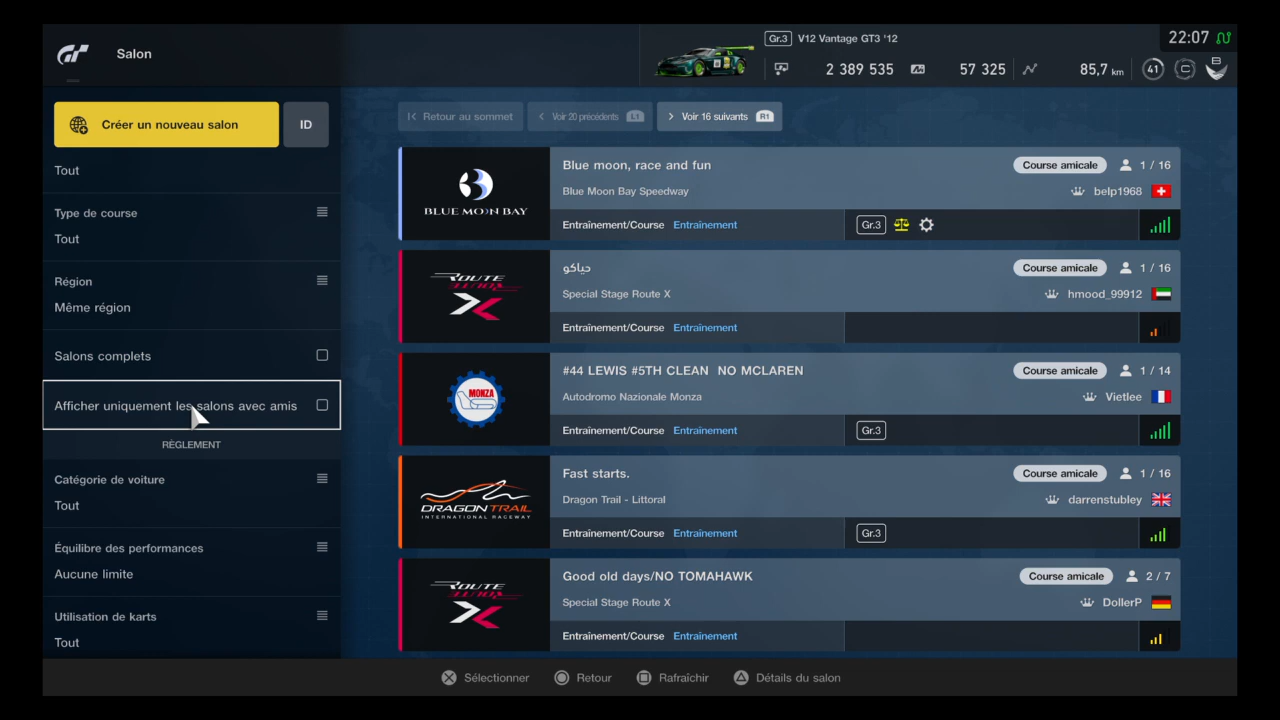 Salon
Gr.3 V12 Vantage GT3 '12
22:07
2 389 535
57 325
85,7 km
41
Créer un nouveau salon
ID
Tout
Type de course
Tout
Région
Même région
Salons complets
Afficher uniquement les salons avec amis
RÈGLEMENT
Catégorie de voiture
Tout
Équilibre des performances
Aucune limite
Utilisation de karts
Tout
Retour au sommet
Voir 20 précédents L1
Voir 16 suivants R1
BLUE MOON BAY
Blue moon, race and fun
Course amicale 1 / 16
Blue Moon Bay Speedway
belp1968
Entraînement/Course Entraînement
Gr.3
ROUTE
حياكو
Course amicale 1 / 16
Special Stage Route X
hmood_99912
Entraînement/Course Entraînement
MONZA
#44 LEWIS #5TH CLEAN NO MCLAREN
Course amicale 1 / 14
Autodromo Nazionale Monza
Vietlee
Entraînement/Course Entraînement
Gr.3
DRAGON TRAIL
INTERNATIONAL RACEWAY
Fast starts.
Course amicale 1 / 16
Dragon Trail - Littoral
darrenstubley
Entraînement/Course Entraînement
Gr.3
ROUTE
Good old days/NO TOMAHAWK
Course amicale 2 / 7
Special Stage Route X
DollerP
Entraînement/Course Entraînement
Sélectionner
Retour
Rafraîchir
Détails du salon